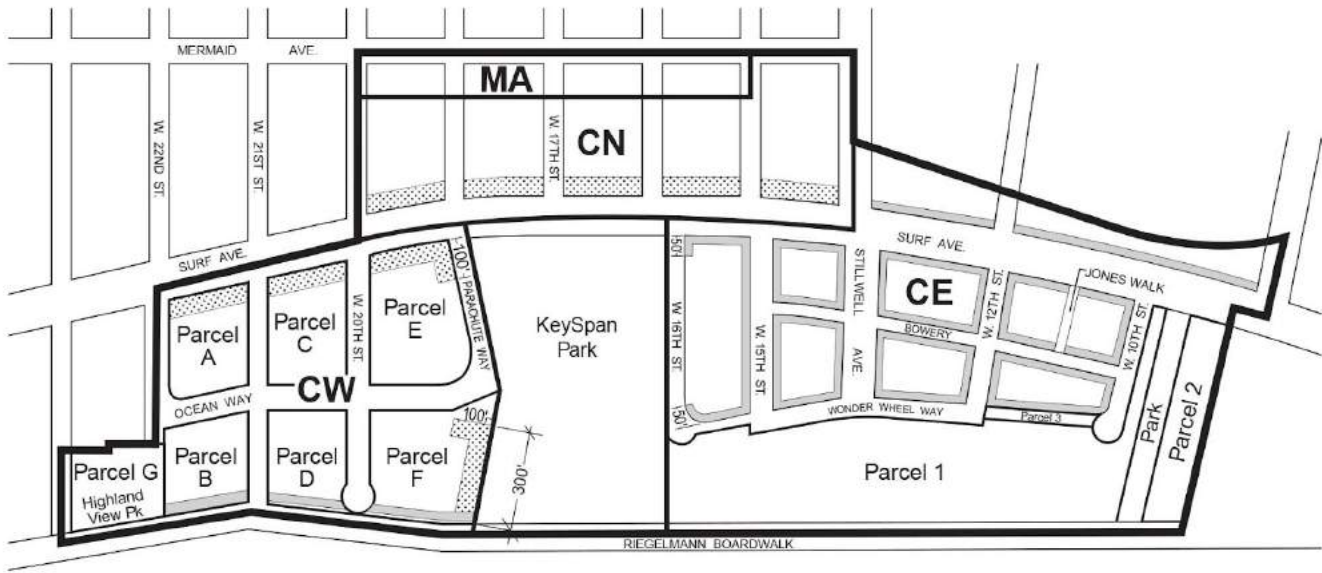 MERMAID AVE.
MA
CN
W. 17TH ST.
W. 22ND ST.
W. 21ST ST.
SURF AVE.
SURF AVE.
100'
PARACHUTE WAY
50'
STILLWELL AVE.
CE
JONES WALK
W. 12TH ST.
W. 10TH ST.
BOWERY
W. 16TH ST.
W. 15TH ST.
W. 20TH ST.
Parcel
A
Parcel
C
Parcel
E
KeySpan
Park
CW
OCEAN WAY
100'
50'
WONDER WHEEL WAY
Parcel 3
Park
Parcel 2
Parcel G
Highland
View Pk
Parcel
B
Parcel
D
Parcel
F
300'
Parcel 1
RIEGELMANN BOARDWALK